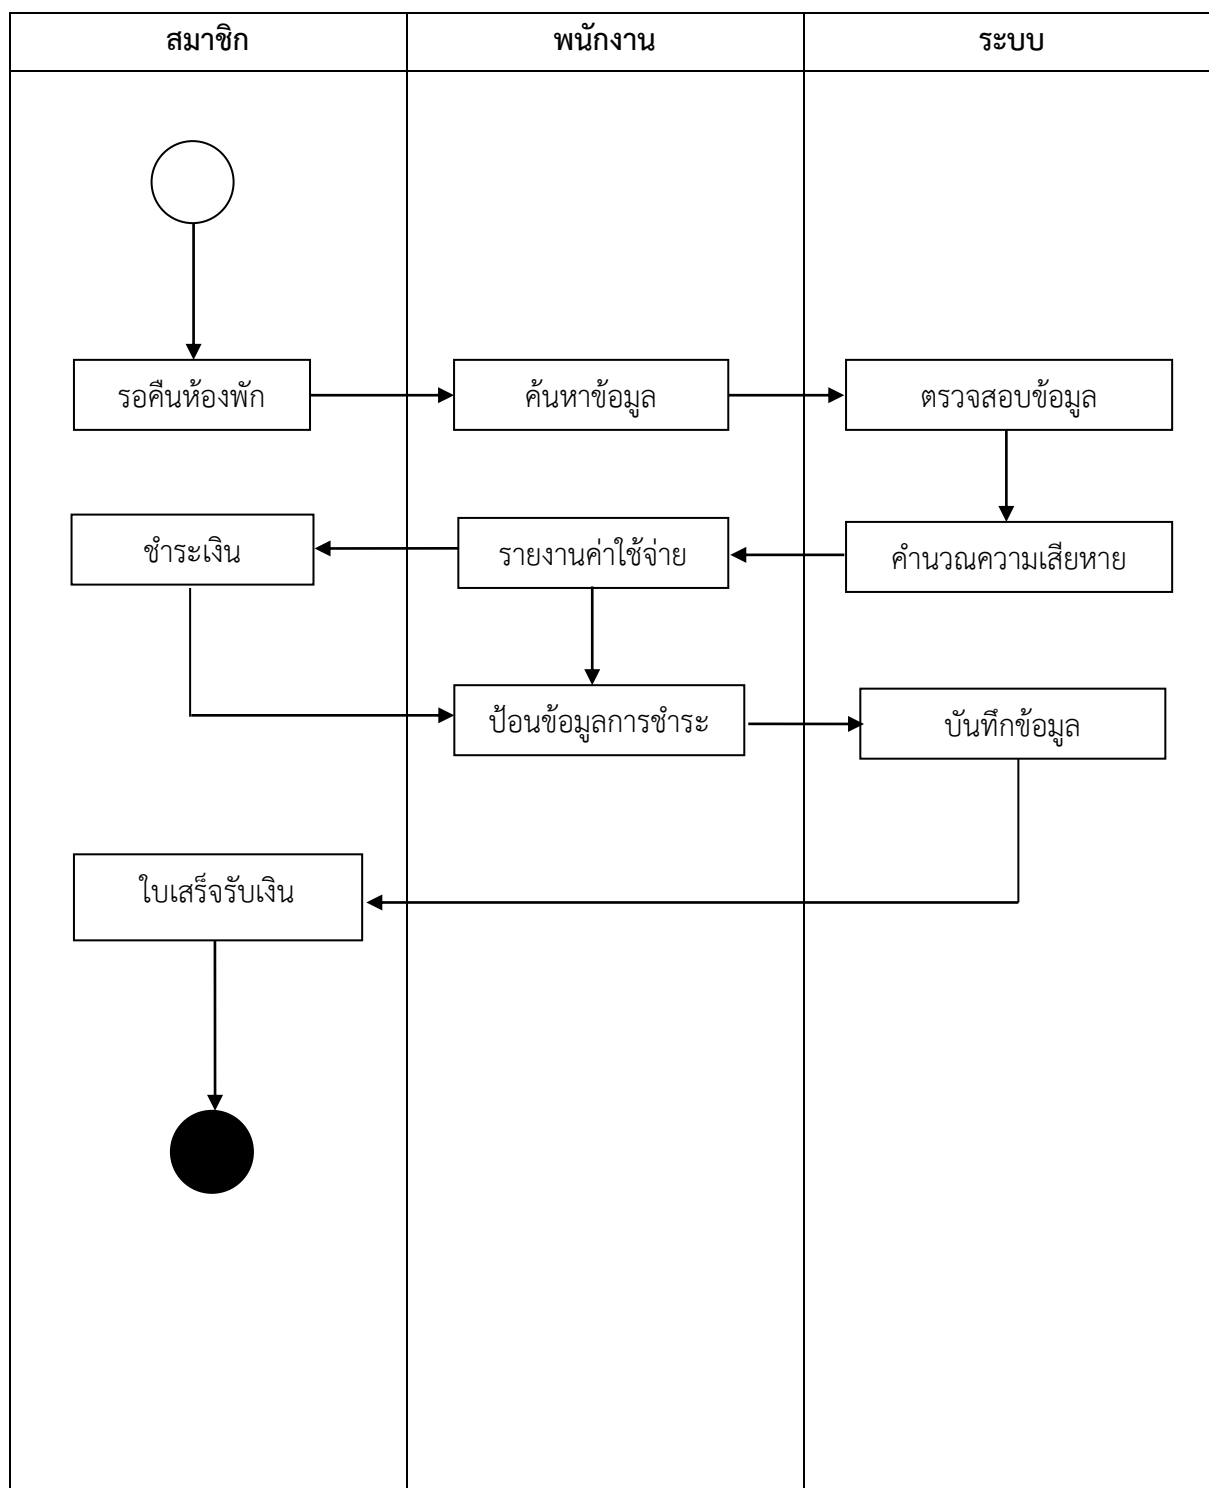 สมาชิก
พนักงาน
ระบบ
รอคืนห้องพัก
ค้นหาข้อมูล
ตรวจสอบข้อมูล
ชำระเงิน
รายงานค่าใช้จ่าย
คำนวณความเสียหาย
ป้อนข้อมูลการชำระ
บันทึกข้อมูล
ใบเสร็จรับเงิน